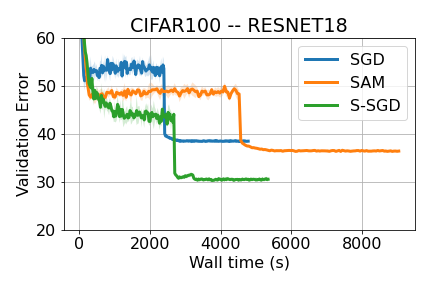 CIFAR100 -- RESNET18
Validation Error
60
50
40
30
20
SGD
SAM
S-SGD
0
2000
4000
6000
8000
Wall time (s)